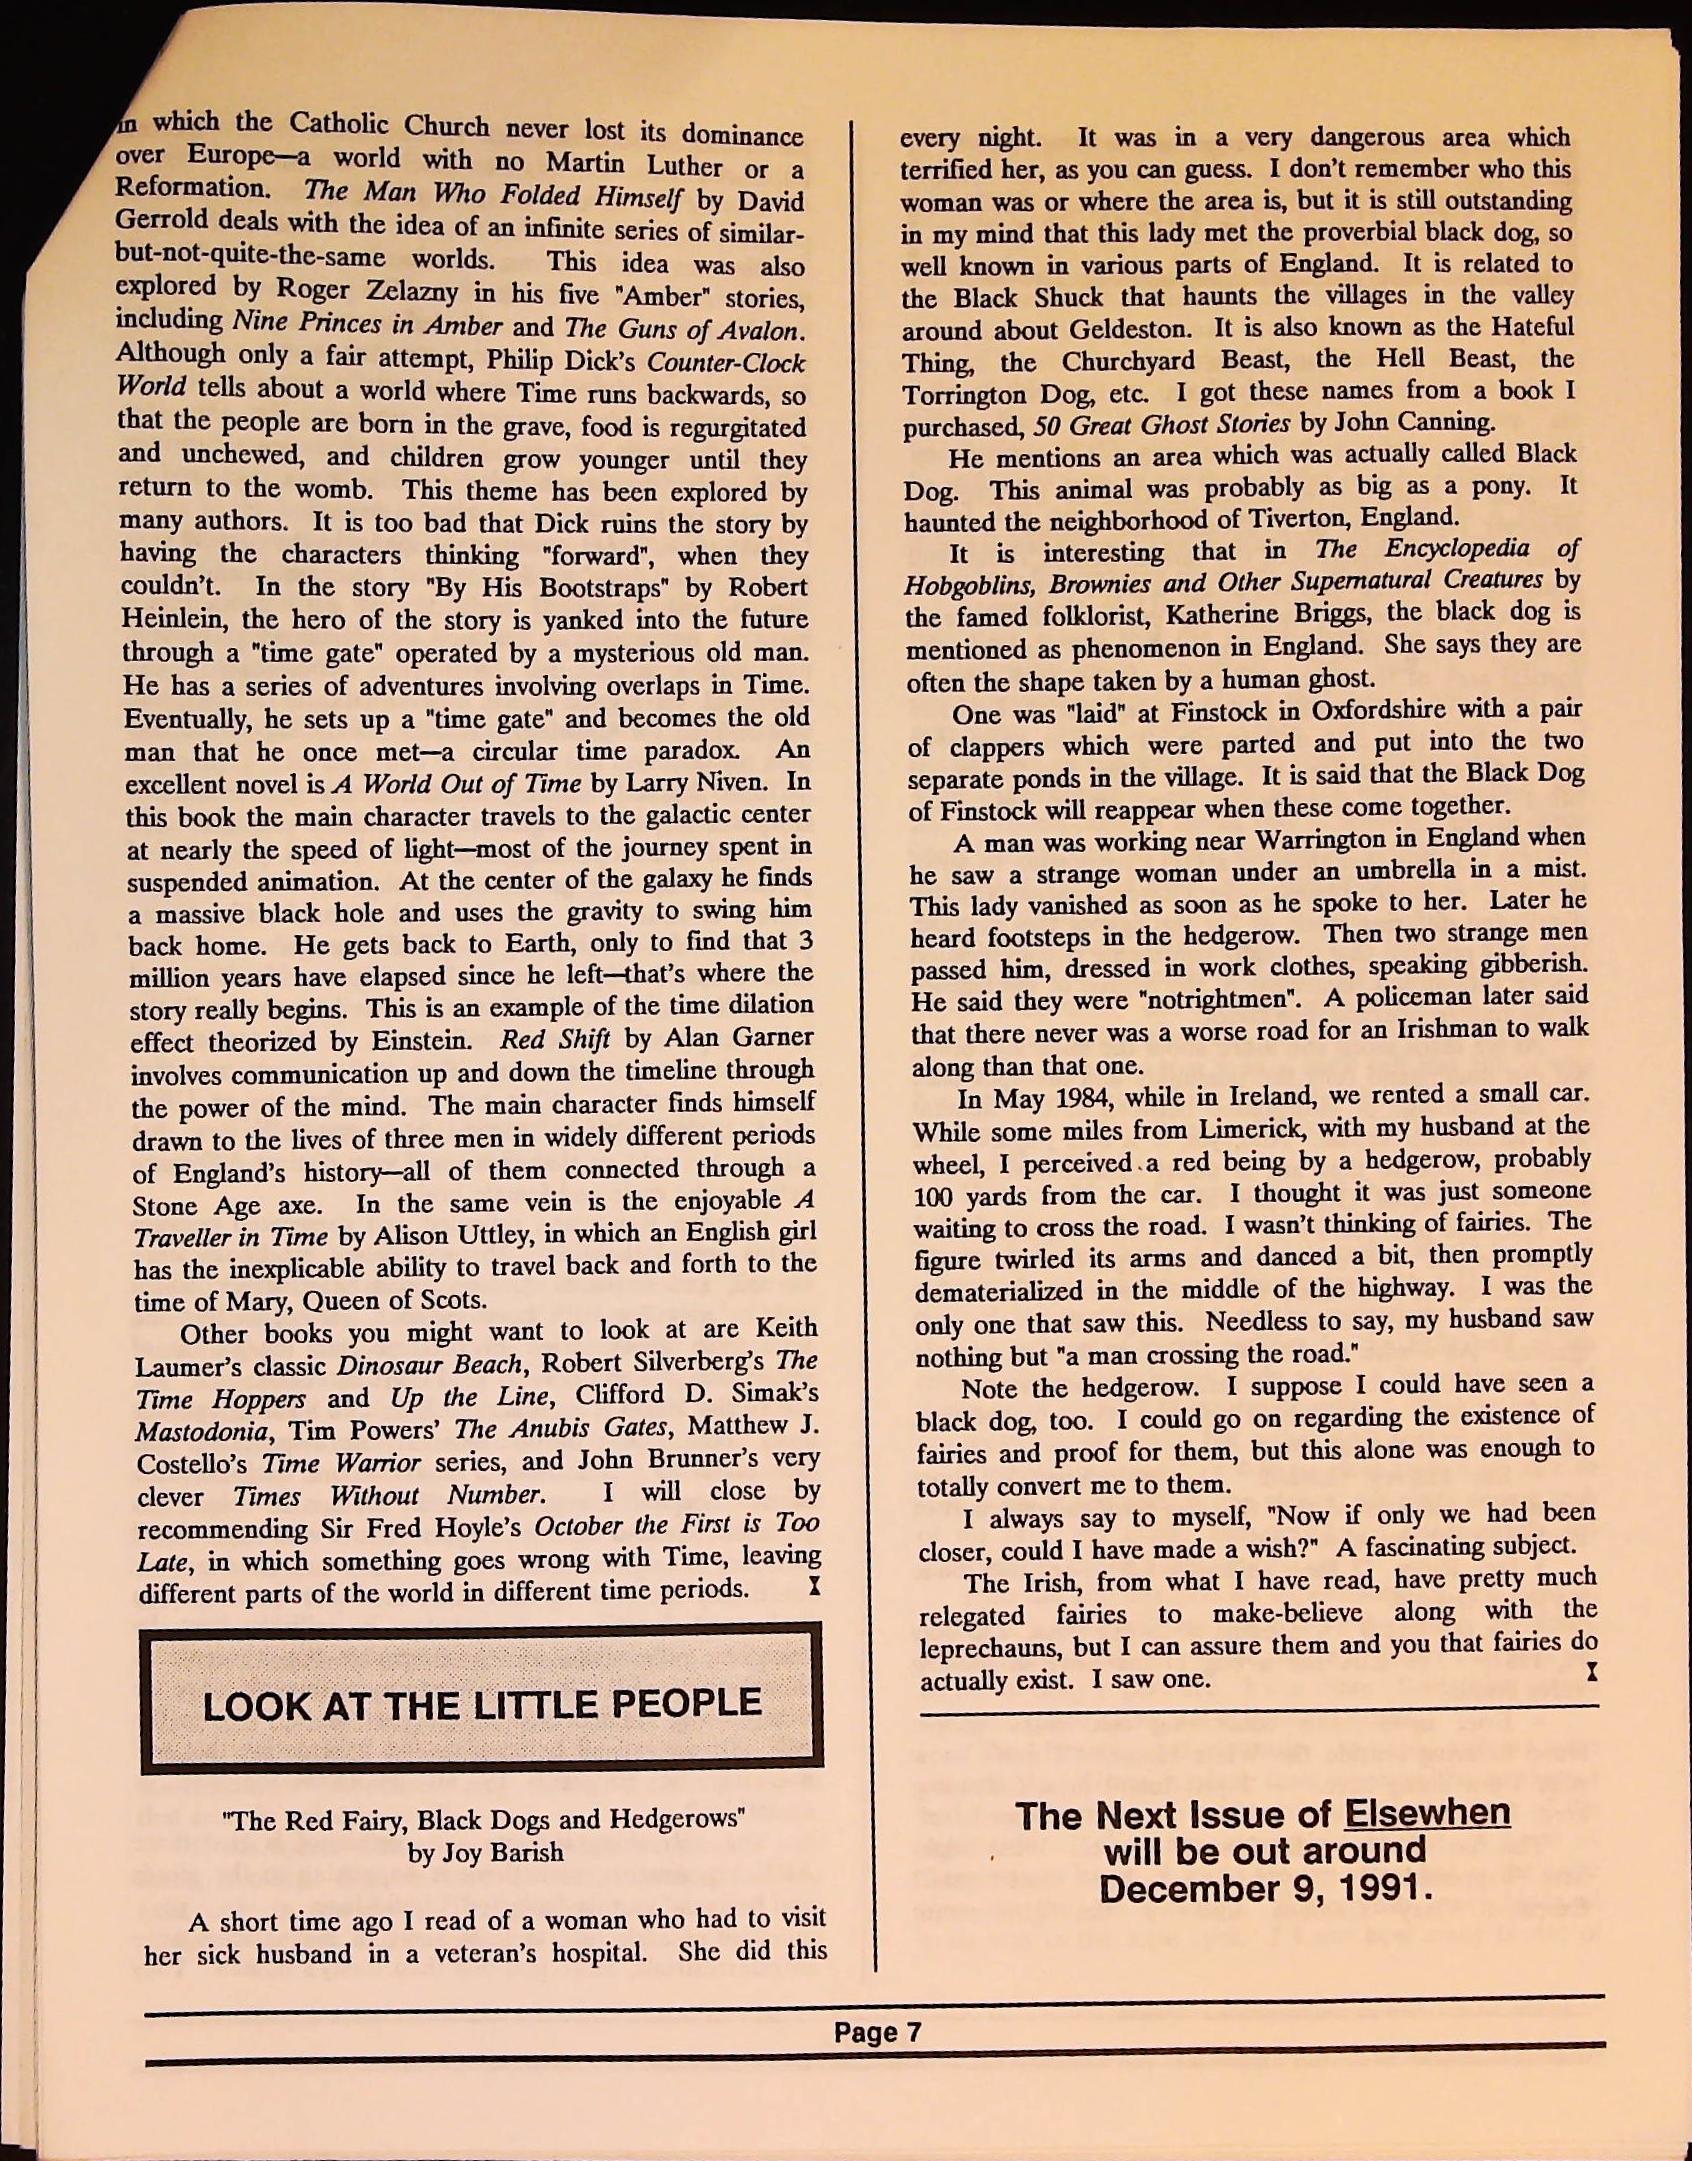 in which the Catholic Church never lost its dominance
over Europe—a world with no Martin Luther or a
Reformation. The Man Who Folded Himself by David
Gerrold deals with the idea of an infinite series of similar-
but-not-quite-the-same worlds. This idea was also
explored by Roger Zelazny in his five "Amber" stories,
including Nine Princes in Amber and The Guns of Avalon.
Although only a fair attempt, Philip Dick's Counter-Clock
World tells about a world where Time runs backwards, so
that the people are born in the grave, food is regurgitated
and unchewed, and children grow younger until they
return to the womb. This theme has been explored by
many authors. It is too bad that Dick ruins the story by
having the characters thinking "forward", when they
couldn't. In the story "By His Bootstraps" by Robert
Heinlein, the hero of the story is yanked into the future
through a "time gate" operated by a mysterious old man.
He has a series of adventures involving overlaps in Time.
Eventually, he sets up a "time gate" and becomes the old
man that he once met—a circular time paradox. An
excellent novel is A World Out of Time by Larry Niven. In
this book the main character travels to the galactic center
at nearly the speed of light—most of the journey spent in
suspended animation. At the center of the galaxy he finds
a massive black hole and uses the gravity to swing him
back home. He gets back to Earth, only to find that 3
million years have elapsed since he left—that's where the
story really begins. This is an example of the time dilation
effect theorized by Einstein. Red Shift by Alan Garner
involves communication up and down the timeline through
the power of the mind. The main character finds himself
drawn to the lives of three men in widely different periods
of England's history—all of them connected through a
Stone Age axe. In the same vein is the enjoyable A
Traveller in Time by Alison Uttley, in which an English girl
has the inexplicable ability to travel back and forth to the
time of Mary, Queen of Scots.
Other books you might want to look at are Keith
Laumer's classic Dinosaur Beach, Robert Silverberg's The
Time Hoppers and Up the Line, Clifford D. Simak's
Mastodonia, Tim Powers' The Anubis Gates, Matthew J.
Costello's Time Warrior series, and John Brunner's very
clever Times Without Number. I will close by
recommending Sir Fred Hoyle's October the First is Too
Late, in which something goes wrong with Time, leaving
different parts of the world in different time periods.
LOOK AT THE LITTLE PEOPLE
"The Red Fairy, Black Dogs and Hedgerows"
by Joy Barish
A short time ago I read of a woman who had to visit
her sick husband in a veteran's hospital. She did this
every night. It was in a very dangerous area which
terrified her, as you can guess. I don't remember who this
woman was or where the area is, but it is still outstanding
in my mind that this lady met the proverbial black dog, so
well known in various parts of England. It is related to
the Black Shuck that haunts the villages in the valley
around about Geldeston. It is also known as the Hateful
Thing, the Churchyard Beast, the Hell Beast, the
Torrington Dog, etc. I got these names from a book I
purchased, 50 Great Ghost Stories by John Canning.
He mentions an area which was actually called Black
Dog. This animal was probably as big as a pony. It
haunted the neighborhood of Tiverton, England.
It is interesting that in The Encyclopedia of
Hobgoblins, Brownies and Other Supernatural Creatures by
the famed folklorist, Katherine Briggs, the black dog is
mentioned as phenomenon in England. She says they are
often the shape taken by a human ghost.
One was "laid" at Finstock in Oxfordshire with a pair
of clappers which were parted and put into the two
separate ponds in the village. It is said that the Black Dog
of Finstock will reappear when these come together.
A man was working near Warrington in England when
he saw a strange woman under an umbrella in a mist.
This lady vanished as soon as he spoke to her. Later he
heard footsteps in the hedgerow. Then two strange men
passed him, dressed in work clothes, speaking gibberish.
He said they were "notrightmen". A policeman later said
that there never was a worse road for an Irishman to walk
along than that one.
In May 1984, while in Ireland, we rented a small car.
While some miles from Limerick, with my husband at the
wheel, I perceived a red being by a hedgerow, probably
100 yards from the car. I thought it was just someone
waiting to cross the road. I wasn't thinking of fairies. The
figure twirled its arms and danced a bit, then promptly
dematerialized in the middle of the highway. I was the
only one that saw this. Needless to say, my husband saw
nothing but "a man crossing the road."
Note the hedgerow. I suppose I could have seen a
black dog, too. I could go on regarding the existence of
fairies and proof for them, but this alone was enough to
totally convert me to them.
I always say to myself, "Now if only we had been
closer, could I have made a wish?" A fascinating subject.
The Irish, from what I have read, have pretty much
relegated fairies to make-believe along with the
leprechauns, but I can assure them and you that fairies do
actually exist. I saw one.
The Next Issue of Elsewhen
will be out around
December 9, 1991.
Page 7